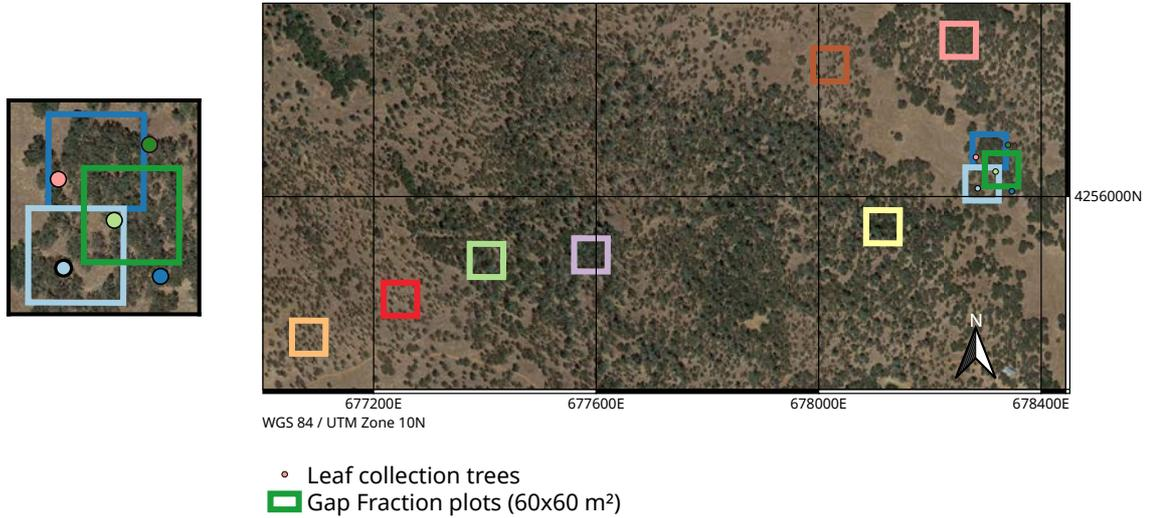 N
4256000N
677200E 677600E 678000E 678400E
WGS 84 / UTM Zone 10N
Leaf collection trees
Gap Fraction plots (60x60 m²)